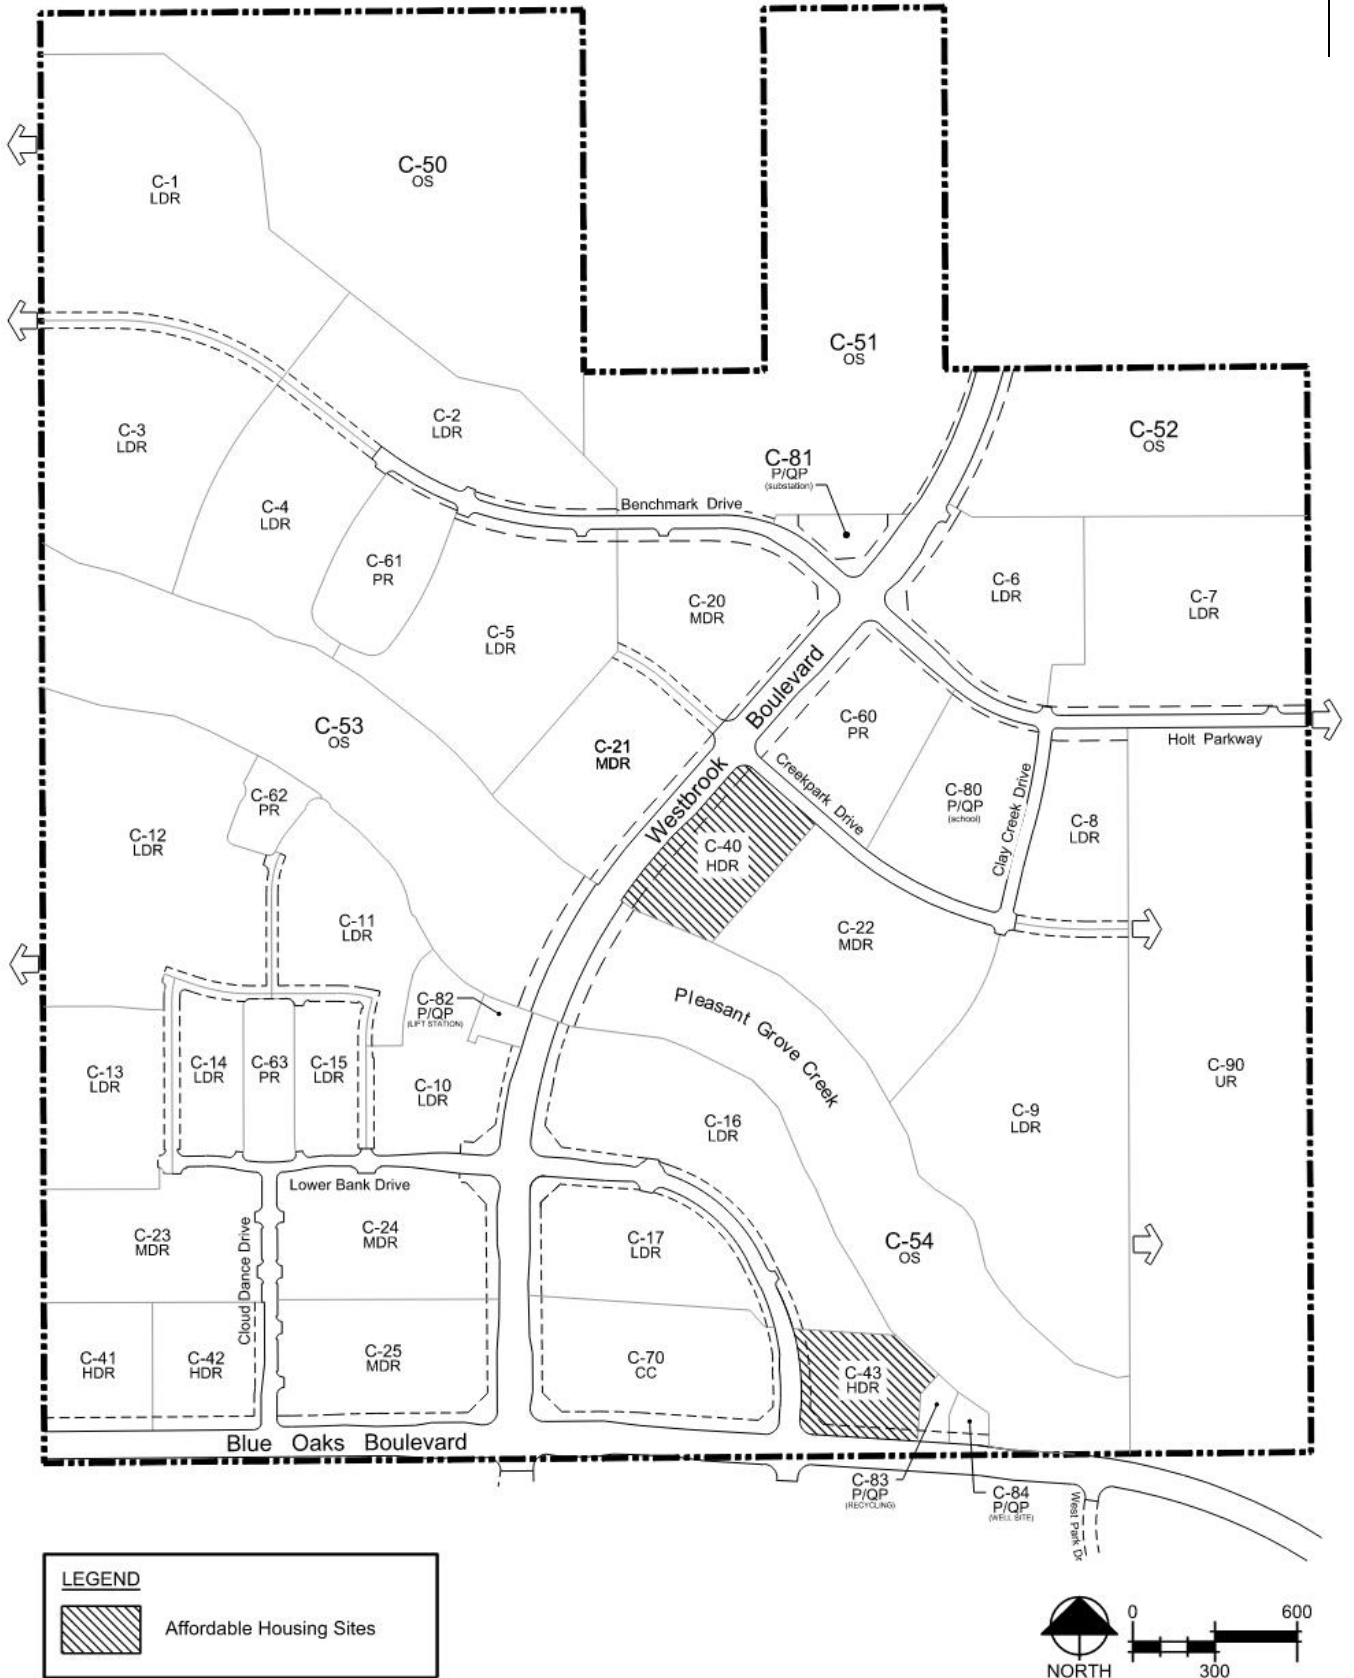 C-50
OS
C-1
LDR
C-51
OS
C-2
LDR
C-3
LDR
C-52
OS
C-81
P/QP
(substation)
Benchmark Drive
C-4
LDR
C-61
PR
C-20
MDR
C-6
LDR
C-7
LDR
C-5
LDR
C-53
OS
Westbrook Boulevard
C-60
PR
C-21
MDR
Holt Parkway
Creekpark Drive
C-80
P/QP
(school)
Clay Creek Drive
C-8
LDR
C-62
PR
C-12
LDR
C-40
HDR
C-11
LDR
C-22
MDR
C-82
P/QP
(LIFT STATION)
Pleasant Grove Creek
C-13
LDR
C-14
LDR
C-63
PR
C-15
LDR
C-10
LDR
C-90
UR
C-16
LDR
C-9
LDR
Lower Bank Drive
C-23
MDR
Cloud Dance Drive
C-24
MDR
C-17
LDR
C-54
OS
C-41
HDR
C-42
HDR
C-25
MDR
C-70
CC
C-43
HDR
Blue Oaks Boulevard
C-83
P/QP
(RECYCLING)
C-84
P/QP
(WELL SITE)
West Park Dr
LEGEND
Affordable Housing Sites
NORTH
0
600
300